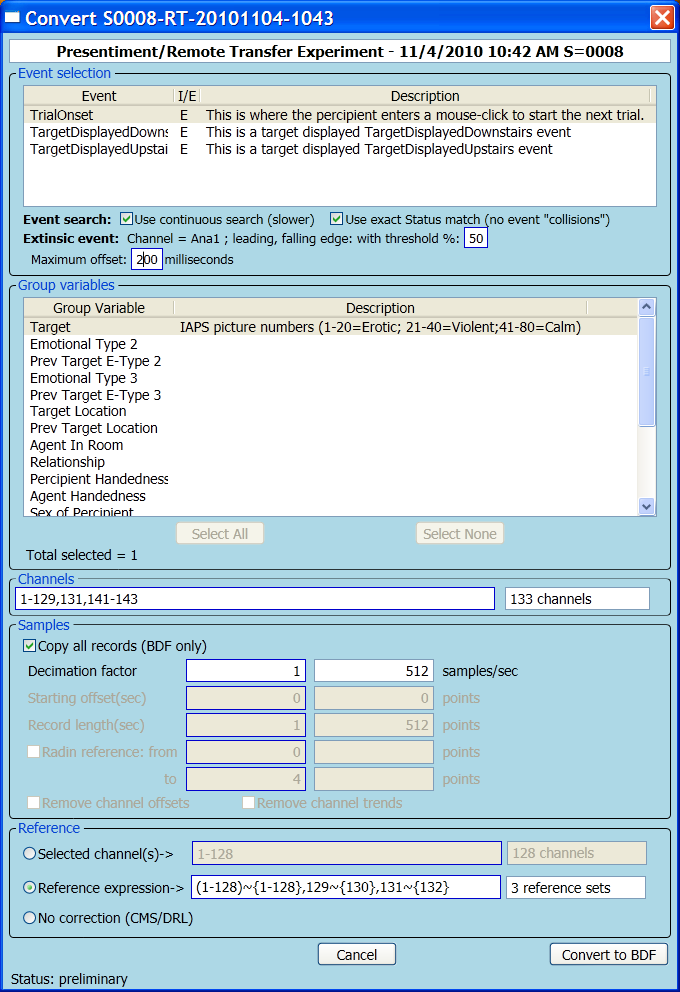 Convert S0008-RT-20101104-1043
Presentiment/Remote Transfer Experiment - 11/4/2010 10:42 AM S=0008
Event selection
Event I/E Description
TrialOnset E This is where the percipient enters a mouse-click to start the next trial.
TargetDisplayedDowns E This is a target displayed TargetDisplayedDownstairs event
TargetDisplayedUpstai E This is a target displayed TargetDisplayedUpstairs event
Event search: Use continuous search (slower) Use exact Status match (no event "collisions")
Extinsic event: Channel = Ana1 ; leading, falling edge: with threshold %: 50
Maximum offset: 200 milliseconds
Group variables
Group Variable Description
Target IAPS picture numbers (1-20=Erotic; 21-40=Violent;41-80=Calm)
Emotional Type 2
Prev Target E-Type 2
Emotional Type 3
Prev Target E-Type 3
Target Location
Prev Target Location
Agent In Room
Relationship
Percipient Handedness
Agent Handedness
Sex of Percipient
Select All Select None
Total selected = 1
Channels
1-129,131,141-143 133 channels
Samples
Copy all records (BDF only)
Decimation factor 1 512 samples/sec
Starting offset(sec) 0 0 points
Record length(sec) 1 512 points
Radin reference: from 0 points
to 4 points
Remove channel offsets Remove channel trends
Reference
Selected channel(s)-> 1-128 128 channels
Reference expression-> (1-128)~{1-128},129~{130},131~{132} 3 reference sets
No correction (CMS/DRL)
Cancel Convert to BDF
Status: preliminary